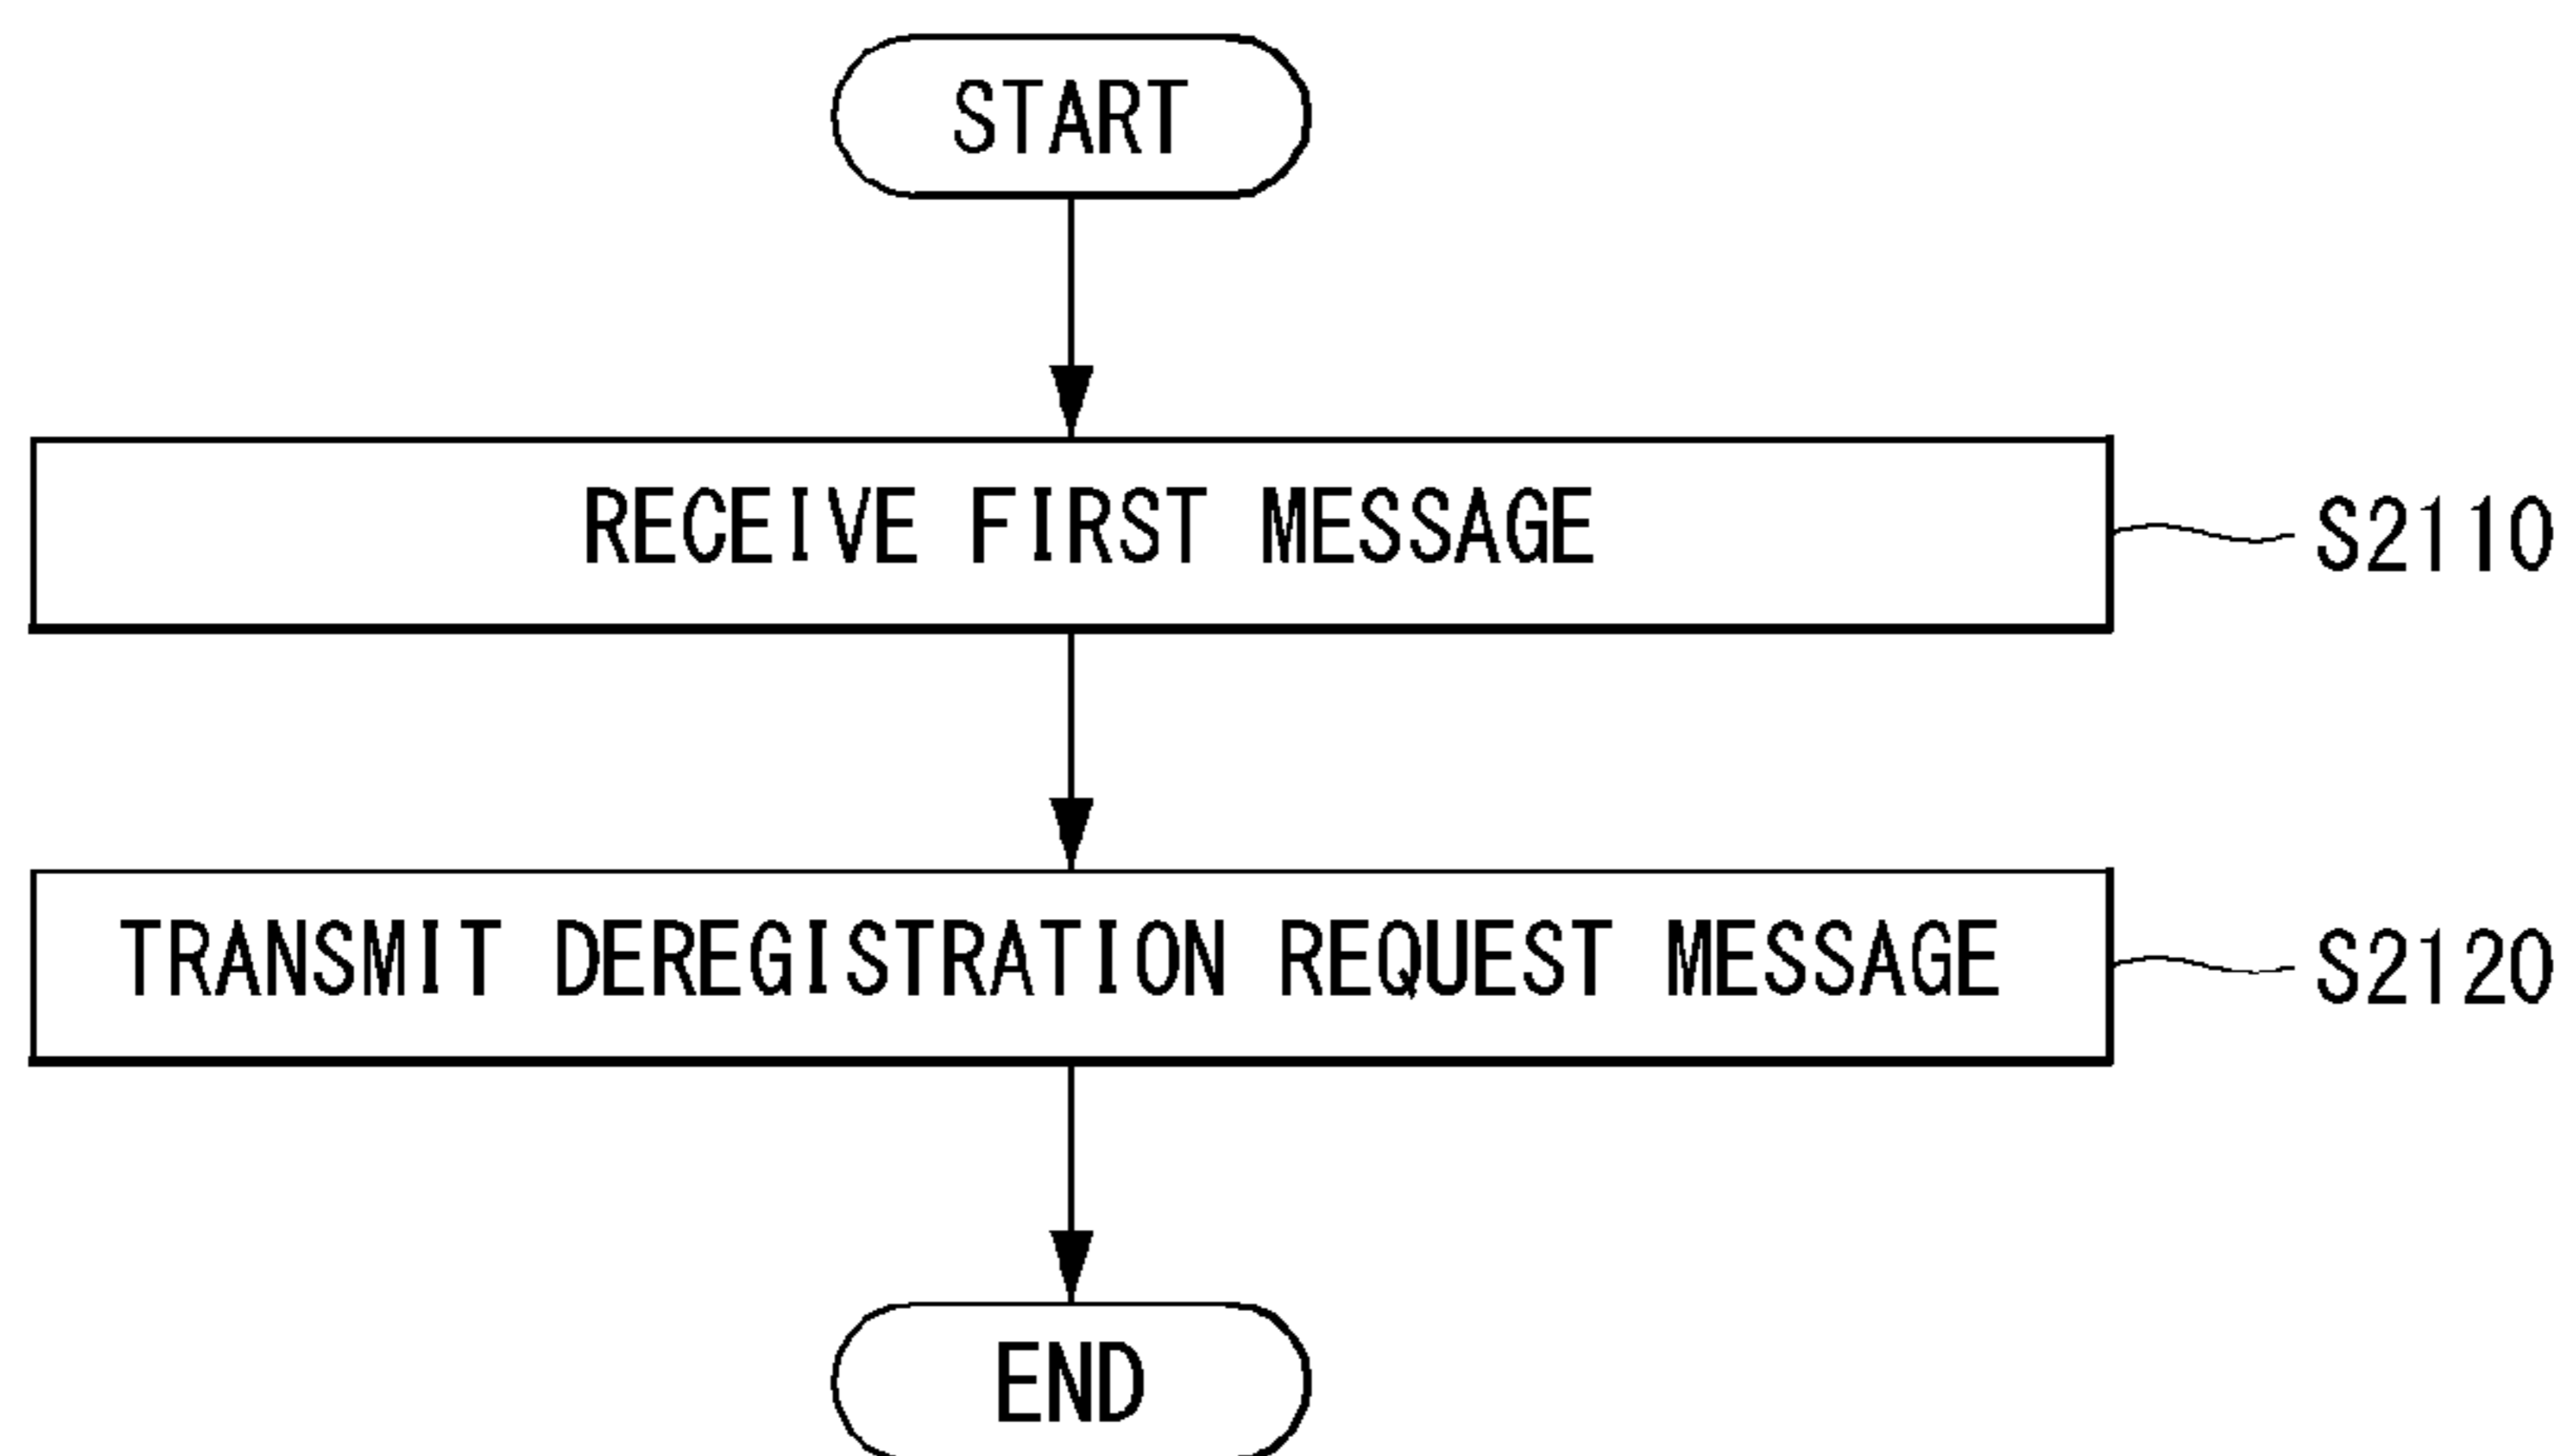 START
RECEIVE FIRST MESSAGE
S2110
TRANSMIT DEREGISTRATION REQUEST MESSAGE
S2120
END